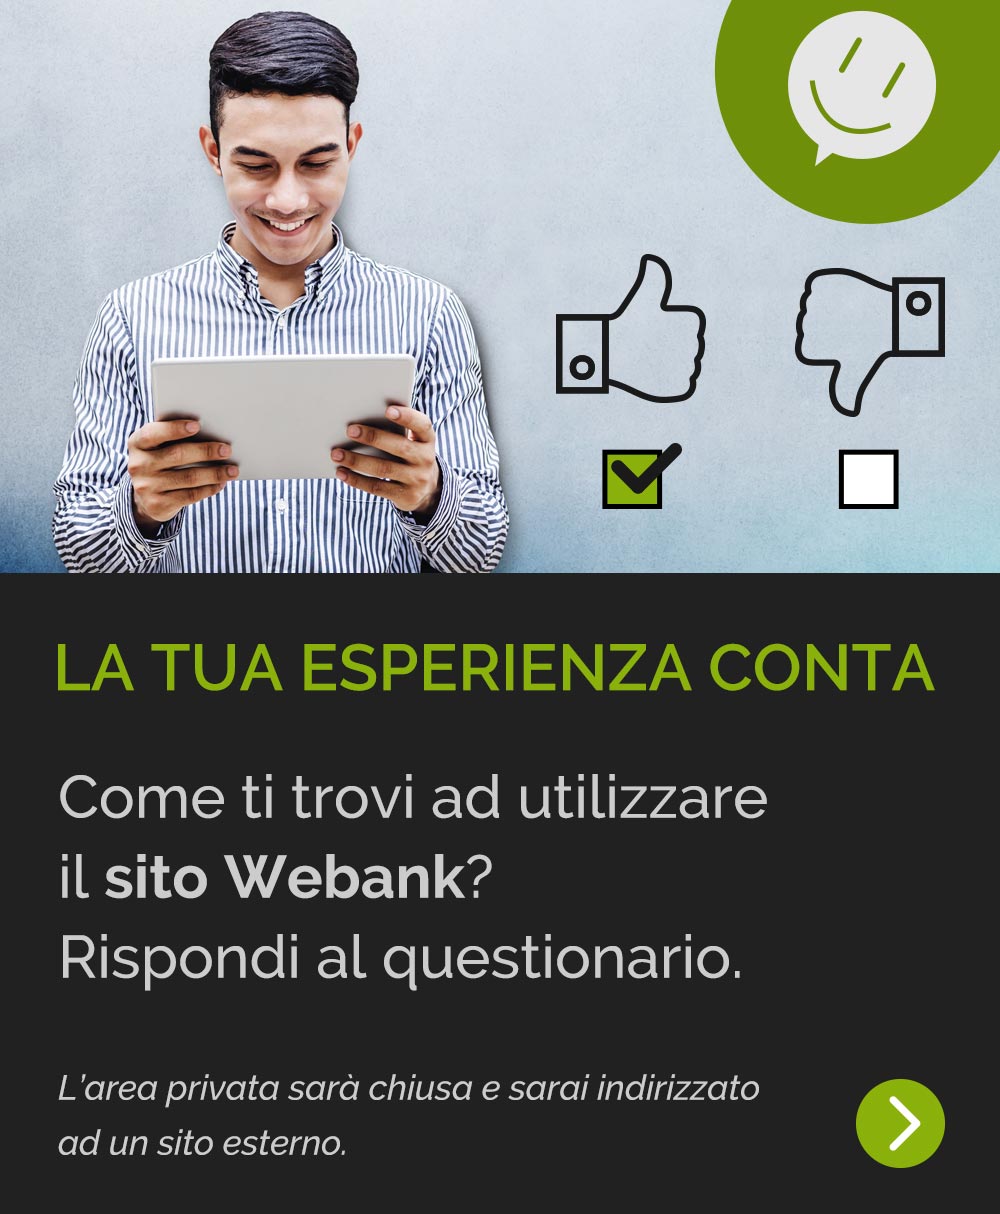 LA TUA ESPERIENZA CONTA
Come ti trovi ad utilizzare
il sito Webank?
Rispondi al questionario.
L'area privata sarà chiusa e sarai indirizzato
ad un sito esterno.